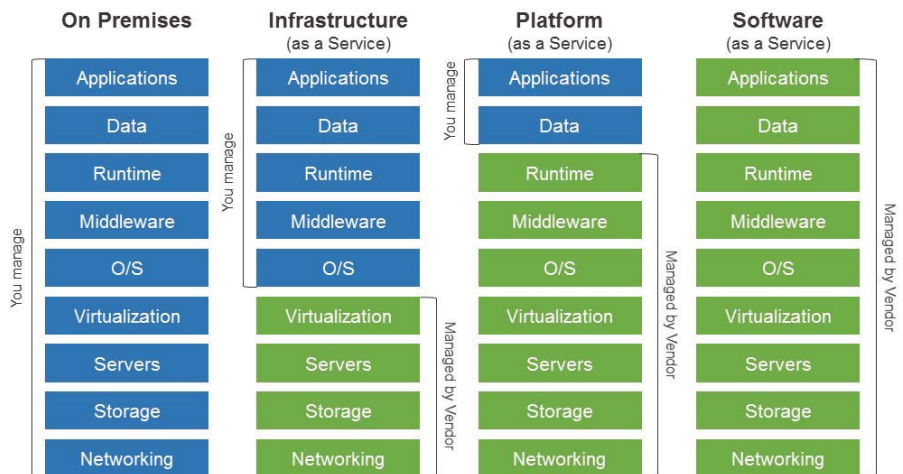 On Premises
Infrastructure
(as a Service)
Platform
(as a Service)
Software
(as a Service)
You manage
Applications
Data
Runtime
Middleware
O/S
Virtualization
Servers
Storage
Networking
You manage
Applications
Data
Runtime
Middleware
O/S
Virtualization
Servers
Storage
Networking
Managed by Vendor
You manage
Applications
Data
Runtime
Middleware
O/S
Virtualization
Servers
Storage
Networking
Managed by Vendor
Applications
Data
Runtime
Middleware
O/S
Virtualization
Servers
Storage
Networking
Managed by Vendor